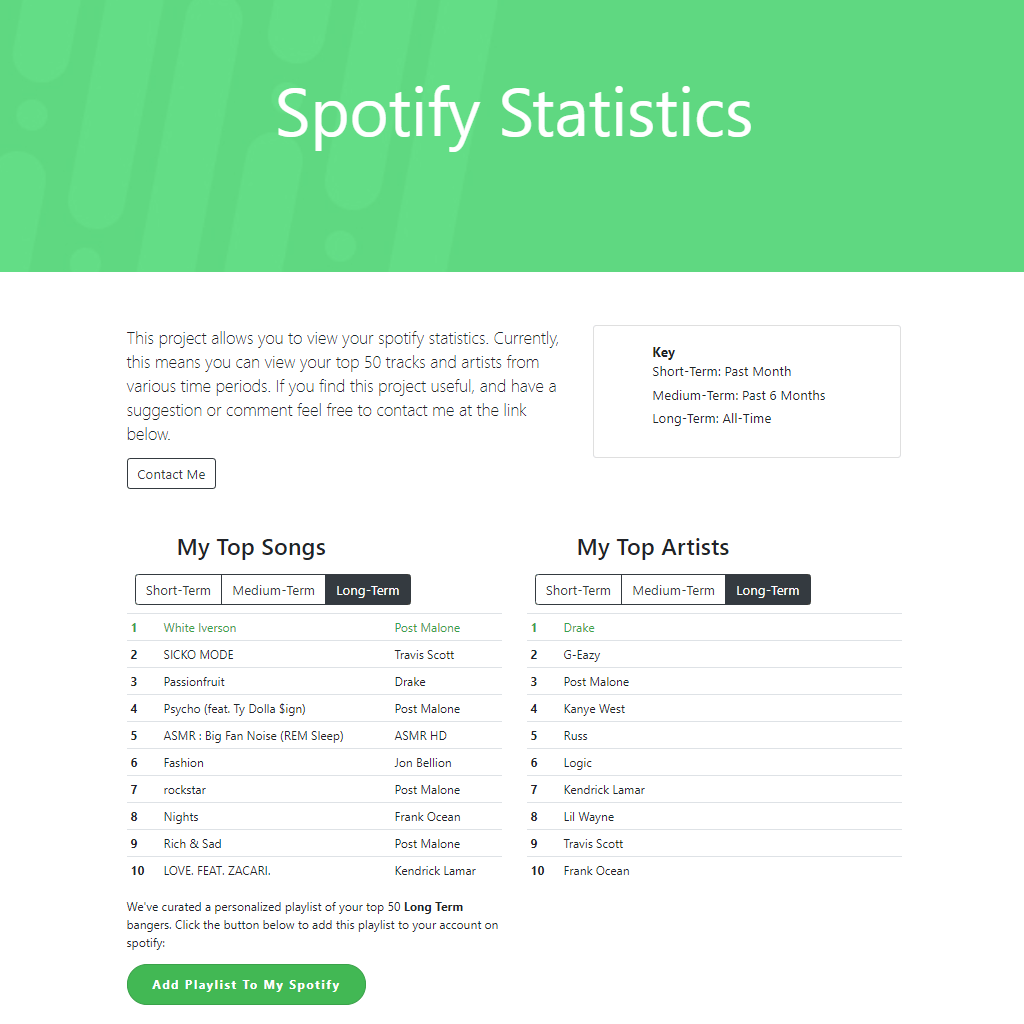 Spotify Statistics
This project allows you to view your spotify statistics. Currently,
this means you can view your top 50 tracks and artists from
various time periods. If you find this project useful, and have a
suggestion or comment feel free to contact me at the link
below.
Contact Me
Key
Short-Term: Past Month
Medium-Term: Past 6 Months
Long-Term: All-Time
My Top Songs
Short-Term Medium-Term Long-Term
1 White Iverson Post Malone
2 SICKO MODE Travis Scott
3 Passionfruit Drake
4 Psycho (feat. Ty Dolla $ign) Post Malone
5 ASMR : Big Fan Noise (REM Sleep) ASMR HD
6 Fashion Jon Bellion
7 rockstar Post Malone
8 Nights Frank Ocean
9 Rich & Sad Post Malone
10 LOVE. FEAT. ZACARI. Kendrick Lamar
We've curated a personalized playlist of your top 50 Long Term
bangers. Click the button below to add this playlist to your account on
spotify:
Add Playlist To My Spotify
My Top Artists
Short-Term Medium-Term Long-Term
1 Drake
2 G-Eazy
3 Post Malone
4 Kanye West
5 Russ
6 Logic
7 Kendrick Lamar
8 Lil Wayne
9 Travis Scott
10 Frank Ocean